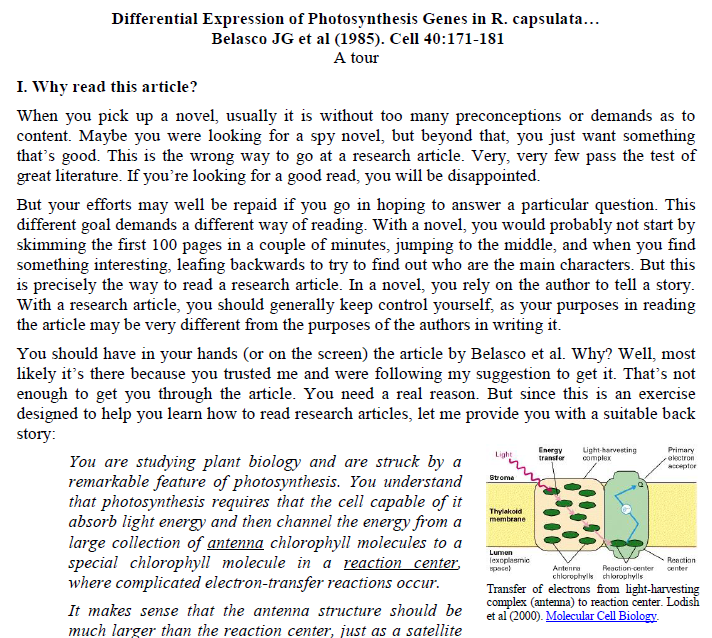 Differential Expression of Photosynthesis Genes in R. capsulata…
Belasco JG et al (1985). Cell 40:171-181
A tour
I. Why read this article?
When you pick up a novel, usually it is without too many preconceptions or demands as to
content. Maybe you were looking for a spy novel, but beyond that, you just want something
that's good. This is the wrong way to go at a research article. Very, very few pass the test of
great literature. If you're looking for a good read, you will be disappointed.
But your efforts may well be repaid if you go in hoping to answer a particular question. This
different goal demands a different way of reading. With a novel, you would probably not start by
skimming the first 100 pages in a couple of minutes, jumping to the middle, and when you find
something interesting, leafing backwards to try to find out who are the main characters. But this
is precisely the way to read a research article. In a novel, you rely on the author to tell a story.
With a research article, you should generally keep control yourself, as your purposes in reading
the article may be very different from the purposes of the authors in writing it.
You should have in your hands (or on the screen) the article by Belasco et al. Why? Well, most
likely it's there because you trusted me and were following my suggestion to get it. That's not
enough to get you through the article. You need a real reason. But since this is an exercise
designed to help you learn how to read research articles, let me provide you with a suitable back
story:
You are studying plant biology and are struck by a
remarkable feature of photosynthesis. You understand
that photosynthesis requires that the cell capable of it
absorb light energy and then channel the energy from a
large collection of antenna chlorophyll molecules to a
special chlorophyll molecule in a reaction center,
where complicated electron-transfer reactions occur.
It makes sense that the antenna structure should be
much larger than the reaction center, just as a satellite
Light
Energy
transfer
Light-harvesting
complex
Primary
electron
acceptor
Stroma
Q
Thylakoid
membrane
Lumen
(exoplasmic
space)
Antenna
chlorophylls
Reaction-center
chlorophylls
Reaction
center
Transfer of electrons from light-harvesting
complex (antenna) to reaction center. Lodish
et al (2000). Molecular Cell Biology.